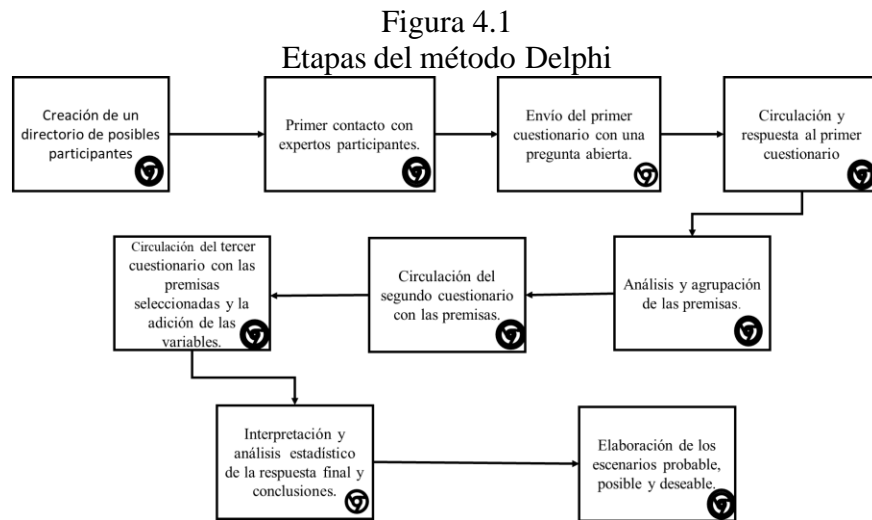 Figura 4.1
Etapas del método Delphi
Creación de un
directorio de posibles
participantes
Primer contacto con
expertos participantes.
Envío del primer
cuestionario con una
pregunta abierta.
Circulación y
respuesta al primer
cuestionario
Análisis y agrupación
de las premisas.
Circulación del
segundo cuestionario
con las premisas.
Circulación del tercer
cuestionario con las
premisas
seleccionadas y la
adición de las
variables.
Interpretación y
análisis estadístico
de la respuesta final y
conclusiones.
Elaboración de los
escenarios probable,
posible y deseable.